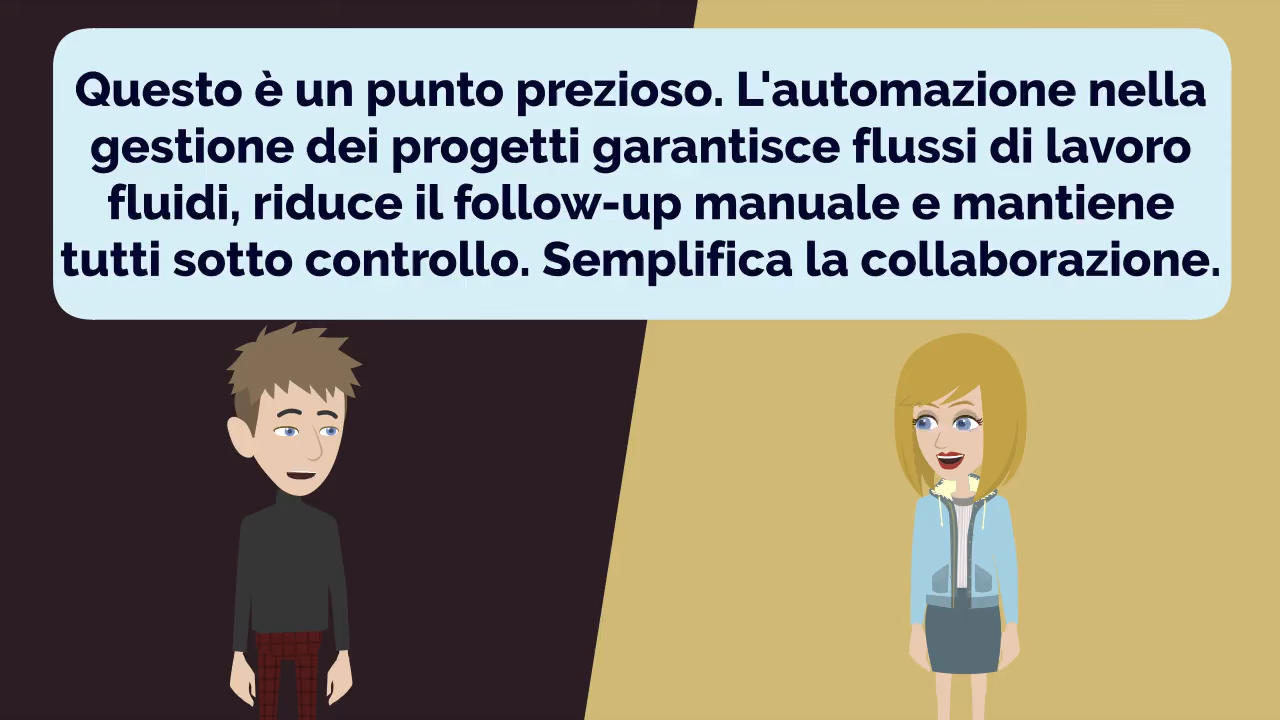 Questo è un punto prezioso. L'automazione nella
gestione dei progetti garantisce flussi di lavoro
fluidi, riduce il follow-up manuale e mantiene
tutti sotto controllo. Semplifica la collaborazione.